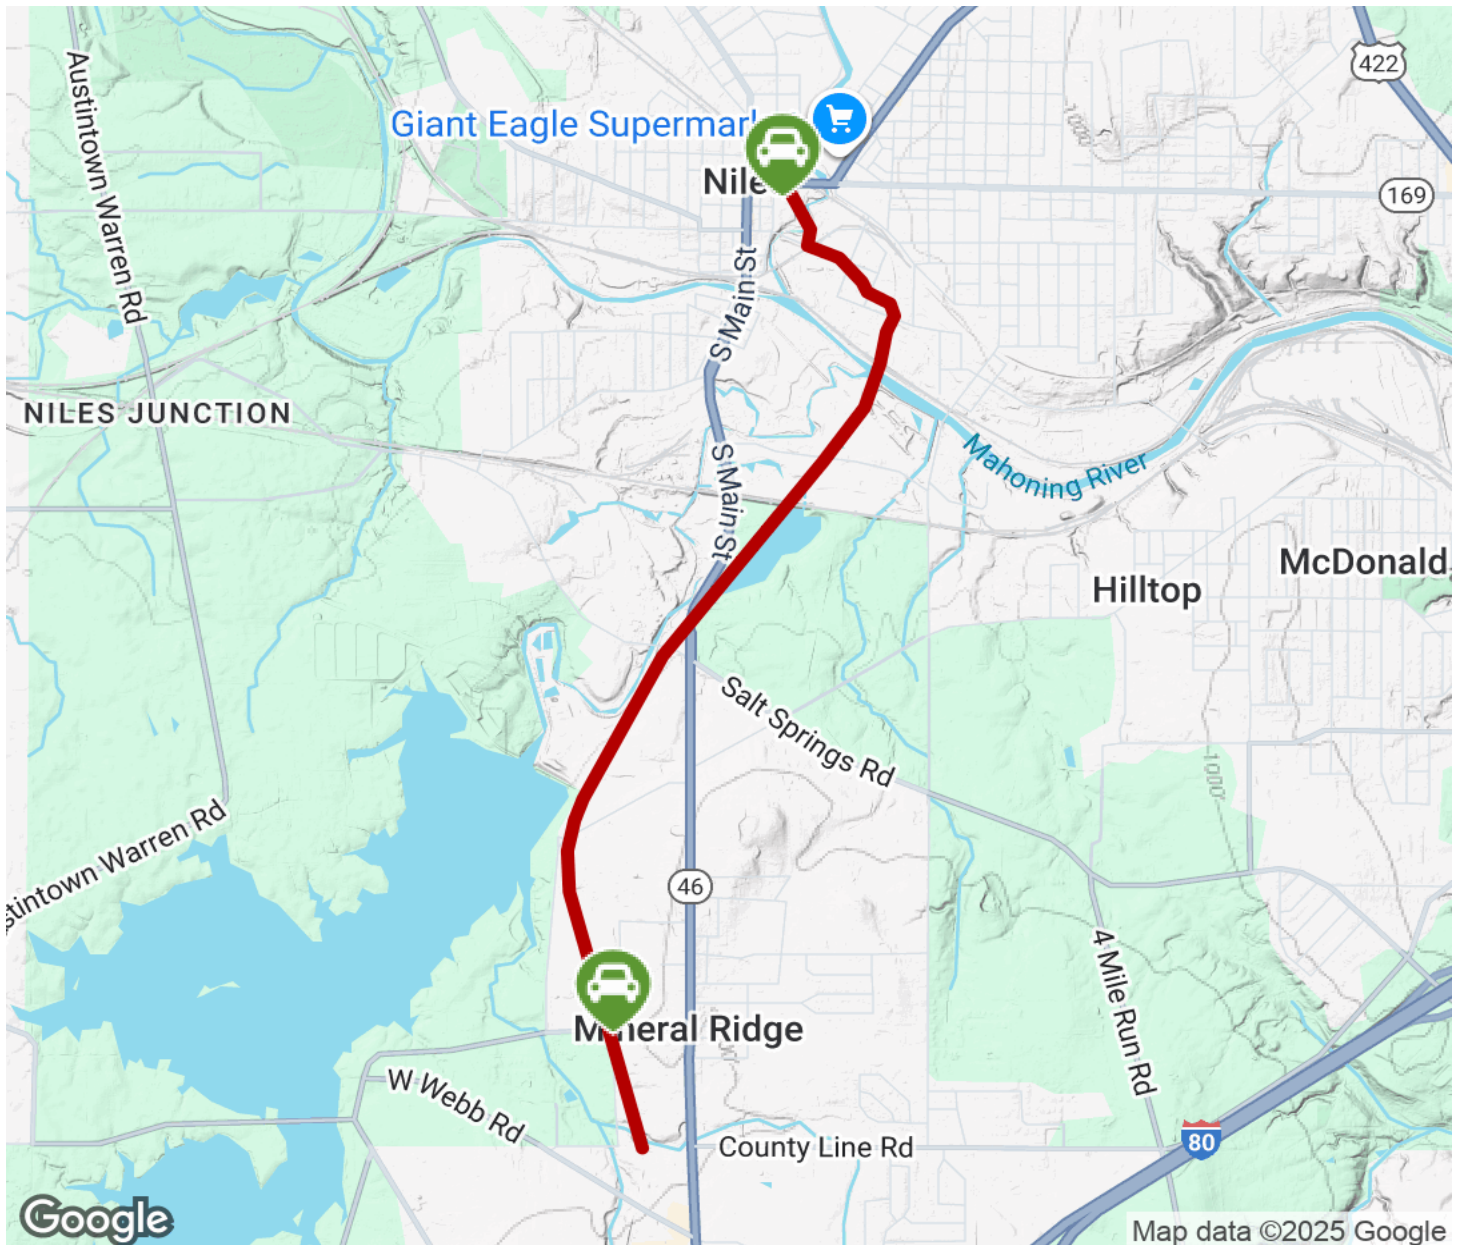 422
Austintown Warren Rd
Giant Eagle Supermar
Nile
169
S Main St
NILES JUNCTION
Mahoning River
S Main St
McDonald
Hilltop
Salt Springs Rd
1000
stintown Warren Rd
46
4 Mile Run Rd
Mineral Ridge
W Webb Rd
County Line Rd
80
Google
Map data ©2025 Google